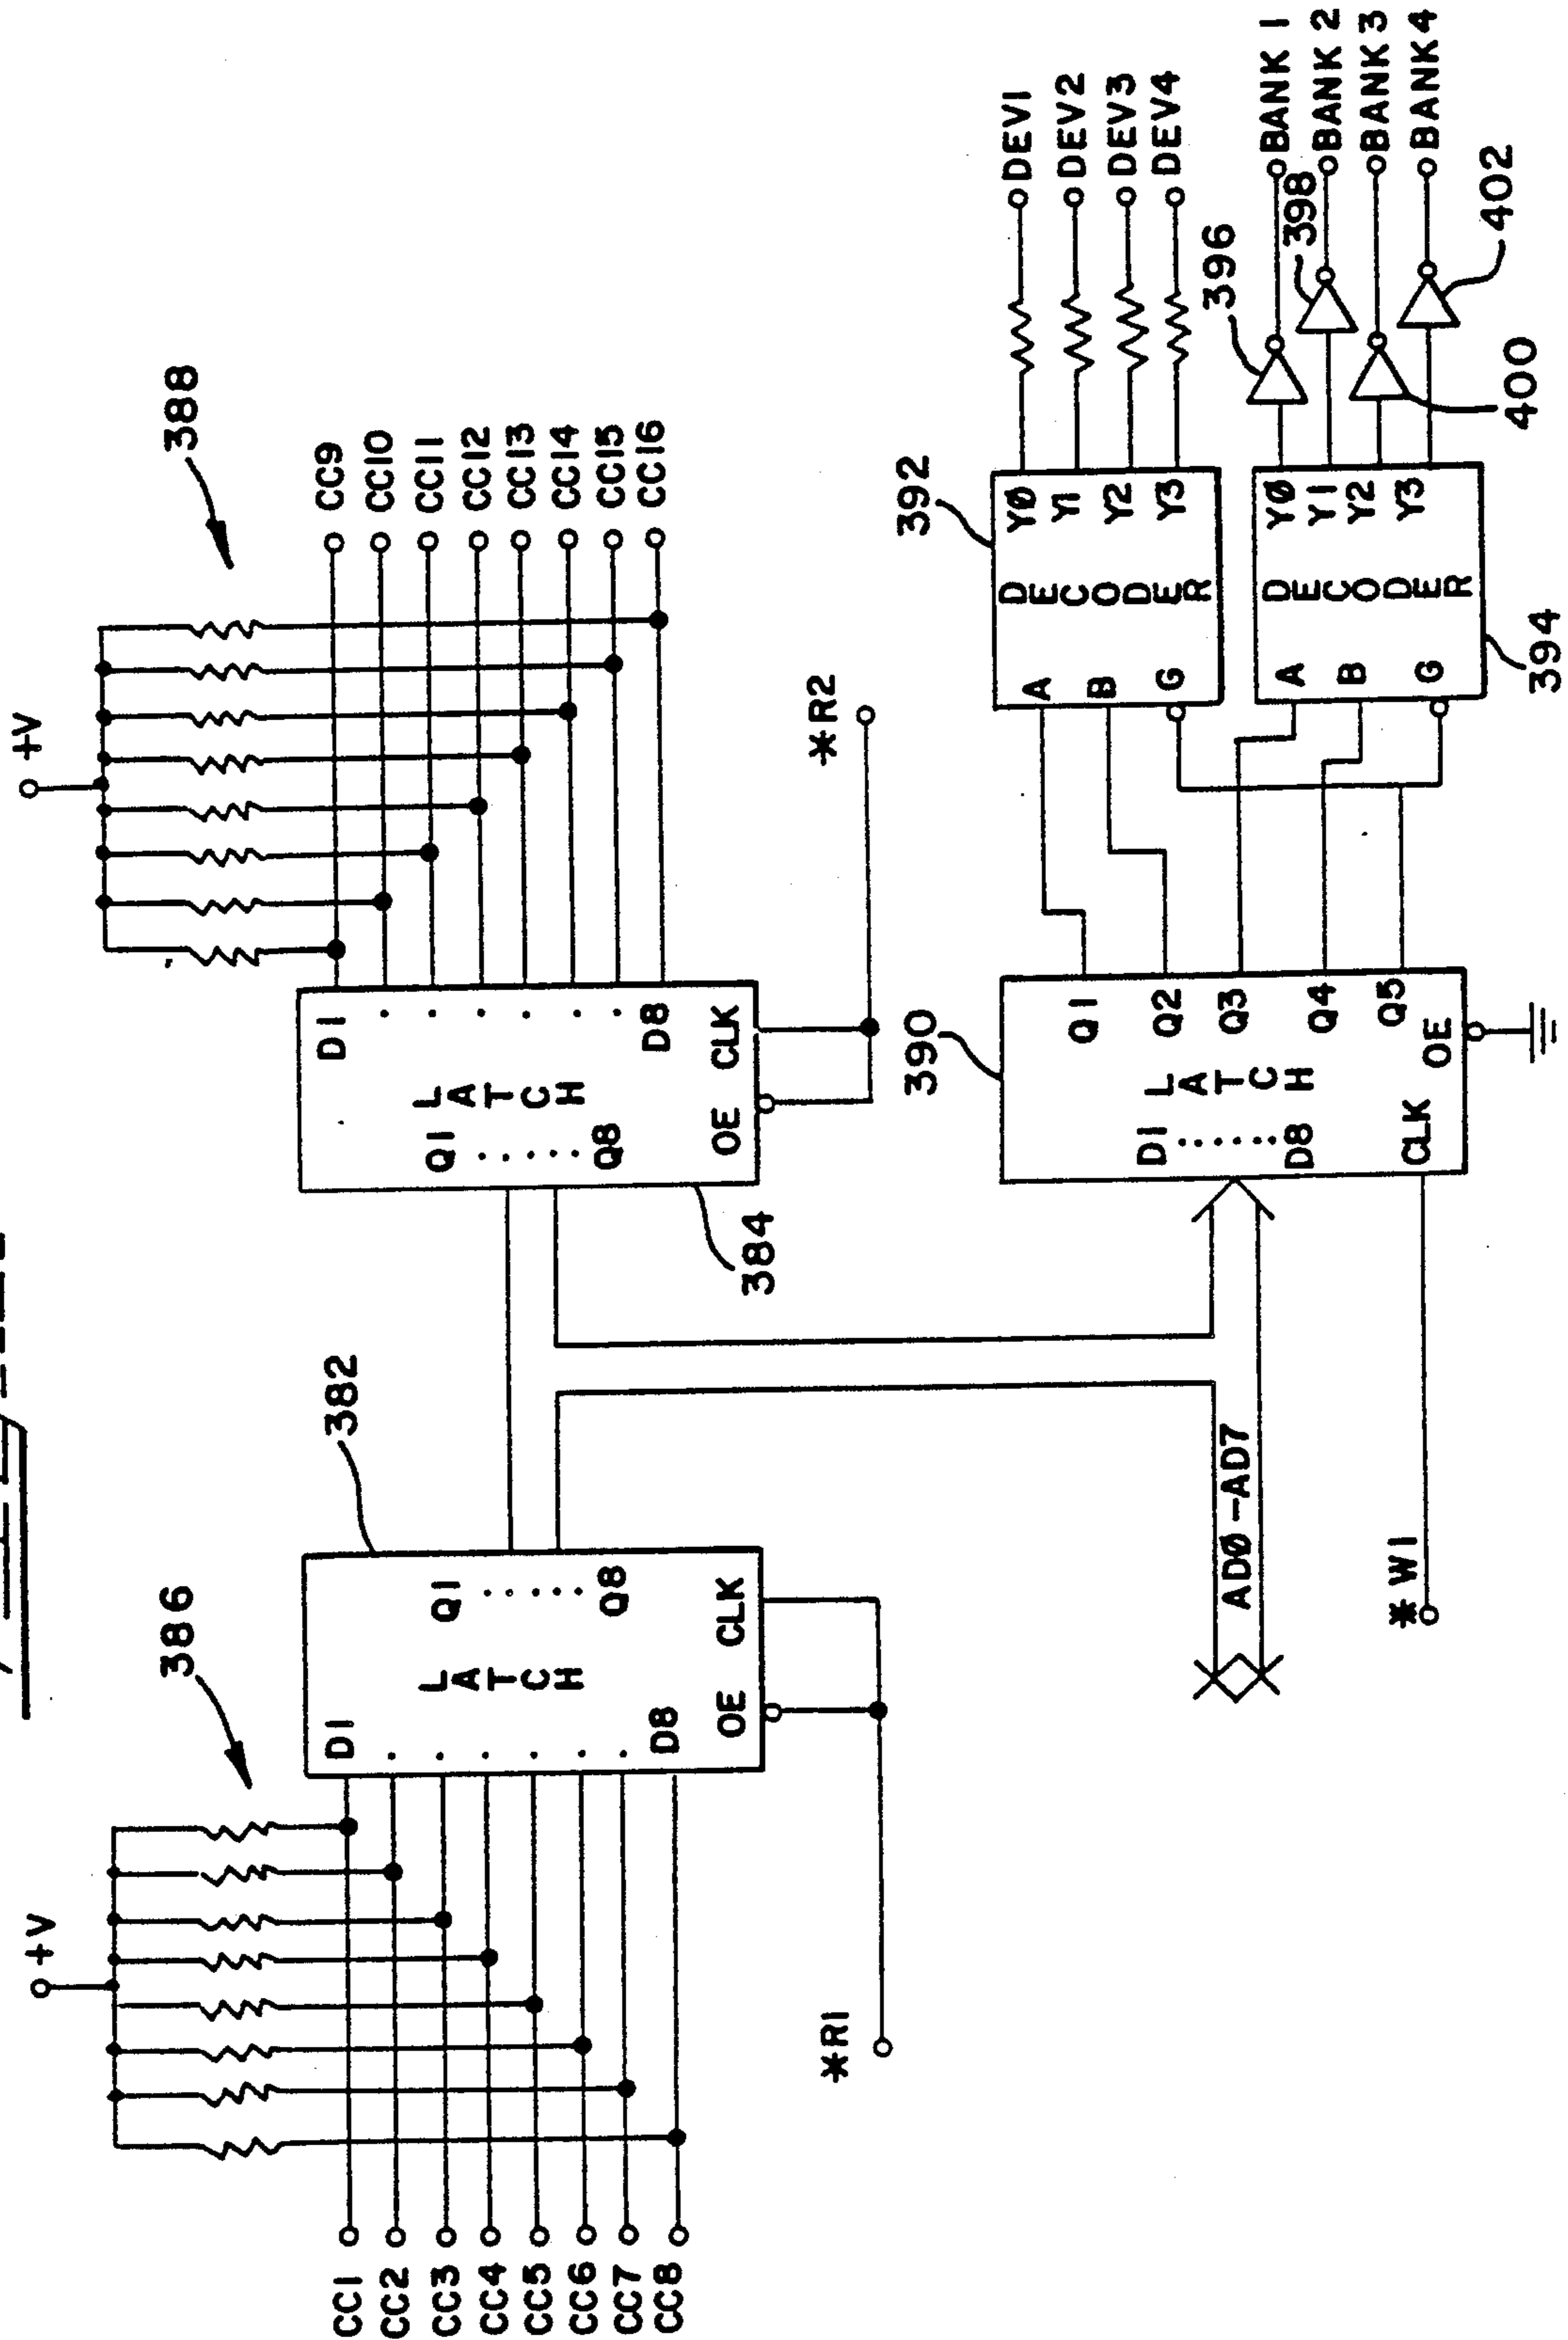 +V
386
CC1
CC2
CC3
CC4
CC5
CC6
CC7
CC8
D1
D8
LATCH
Q1
Q8
OE
CLK
382
*R1
+V
388
CC9
CC10
CC11
CC12
CC13
CC14
CC15
CC16
D1
D8
LATCH
Q1
Q8
OE
CLK
384
*R2
ADØ-AD7
*W1
390
D1
D8
LATCH
Q1
Q2
Q3
Q4
Q5
CLK
OE
392
A
B
G
DECODER
YØ
Y1
Y2
Y3
DEV1
DEV2
DEV3
DEV4
394
A
B
G
DECODER
YØ
Y1
Y2
Y3
396
398
400
402
BANK 1
BANK 2
BANK 3
BANK 4